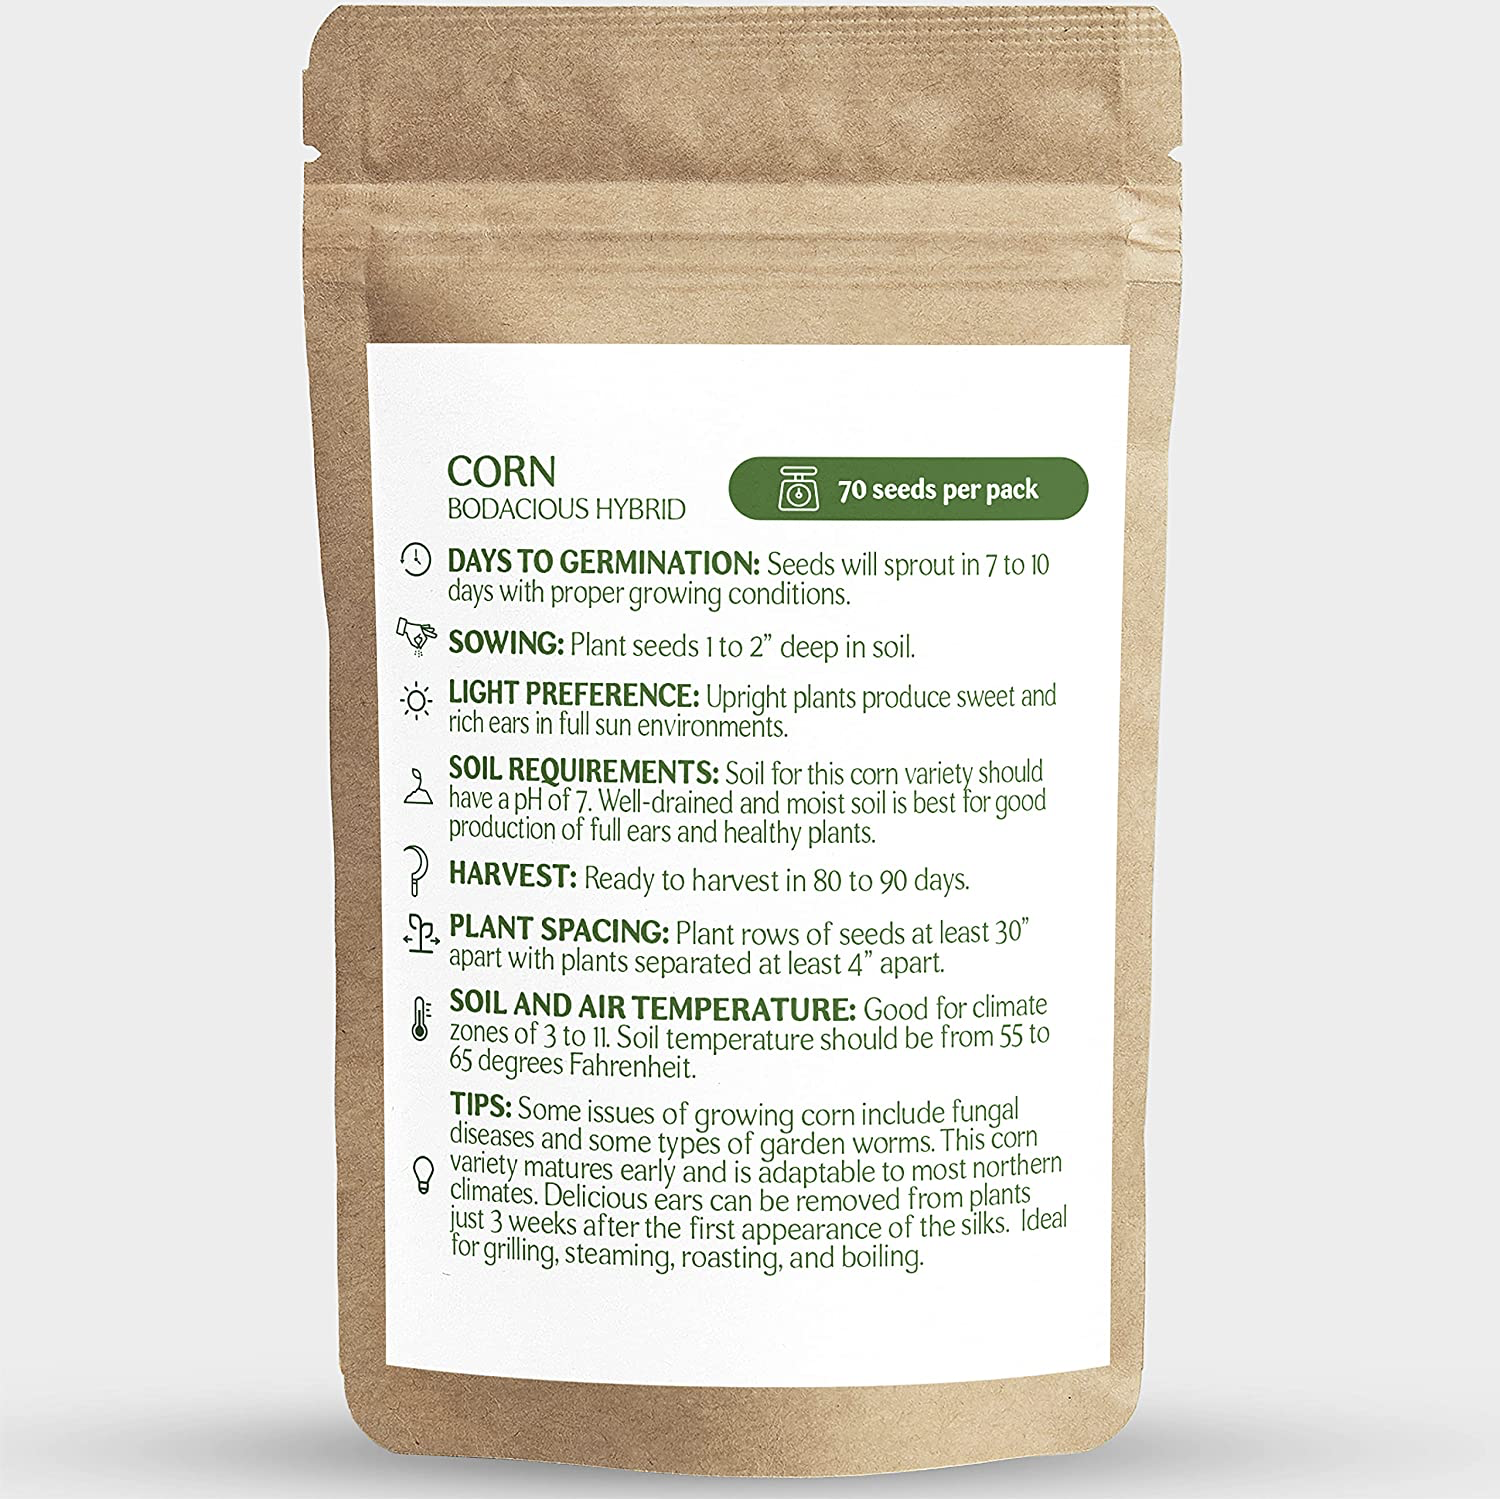 CORN
BODACIOUS HYBRID
70 seeds per pack
DAYS TO GERMINATION: Seeds will sprout in 7 to 10
days with proper growing conditions.
SOWING: Plant seeds 1 to 2” deep in soil.
LIGHT PREFERENCE: Upright plants produce sweet and
rich ears in full sun environments.
SOIL REQUIREMENTS: Soil for this corn variety should
have a pH of 7. Well-drained and moist soil is best for good
production of full ears and healthy plants.
HARVEST: Ready to harvest in 80 to 90 days.
PLANT SPACING: Plant rows of seeds at least 30”
apart with plants separated at least 4” apart.
SOIL AND AIR TEMPERATURE: Good for climate
zones of 3 to 11. Soil temperature should be from 55 to
65 degrees Fahrenheit.
TIPS: Some issues of growing corn include fungal
diseases and some types of garden worms. This corn
variety matures early and is adaptable to most northern
climates. Delicious ears can be removed from plants
just 3 weeks after the first appearance of the silks. Ideal
for grilling, steaming, roasting, and boiling.